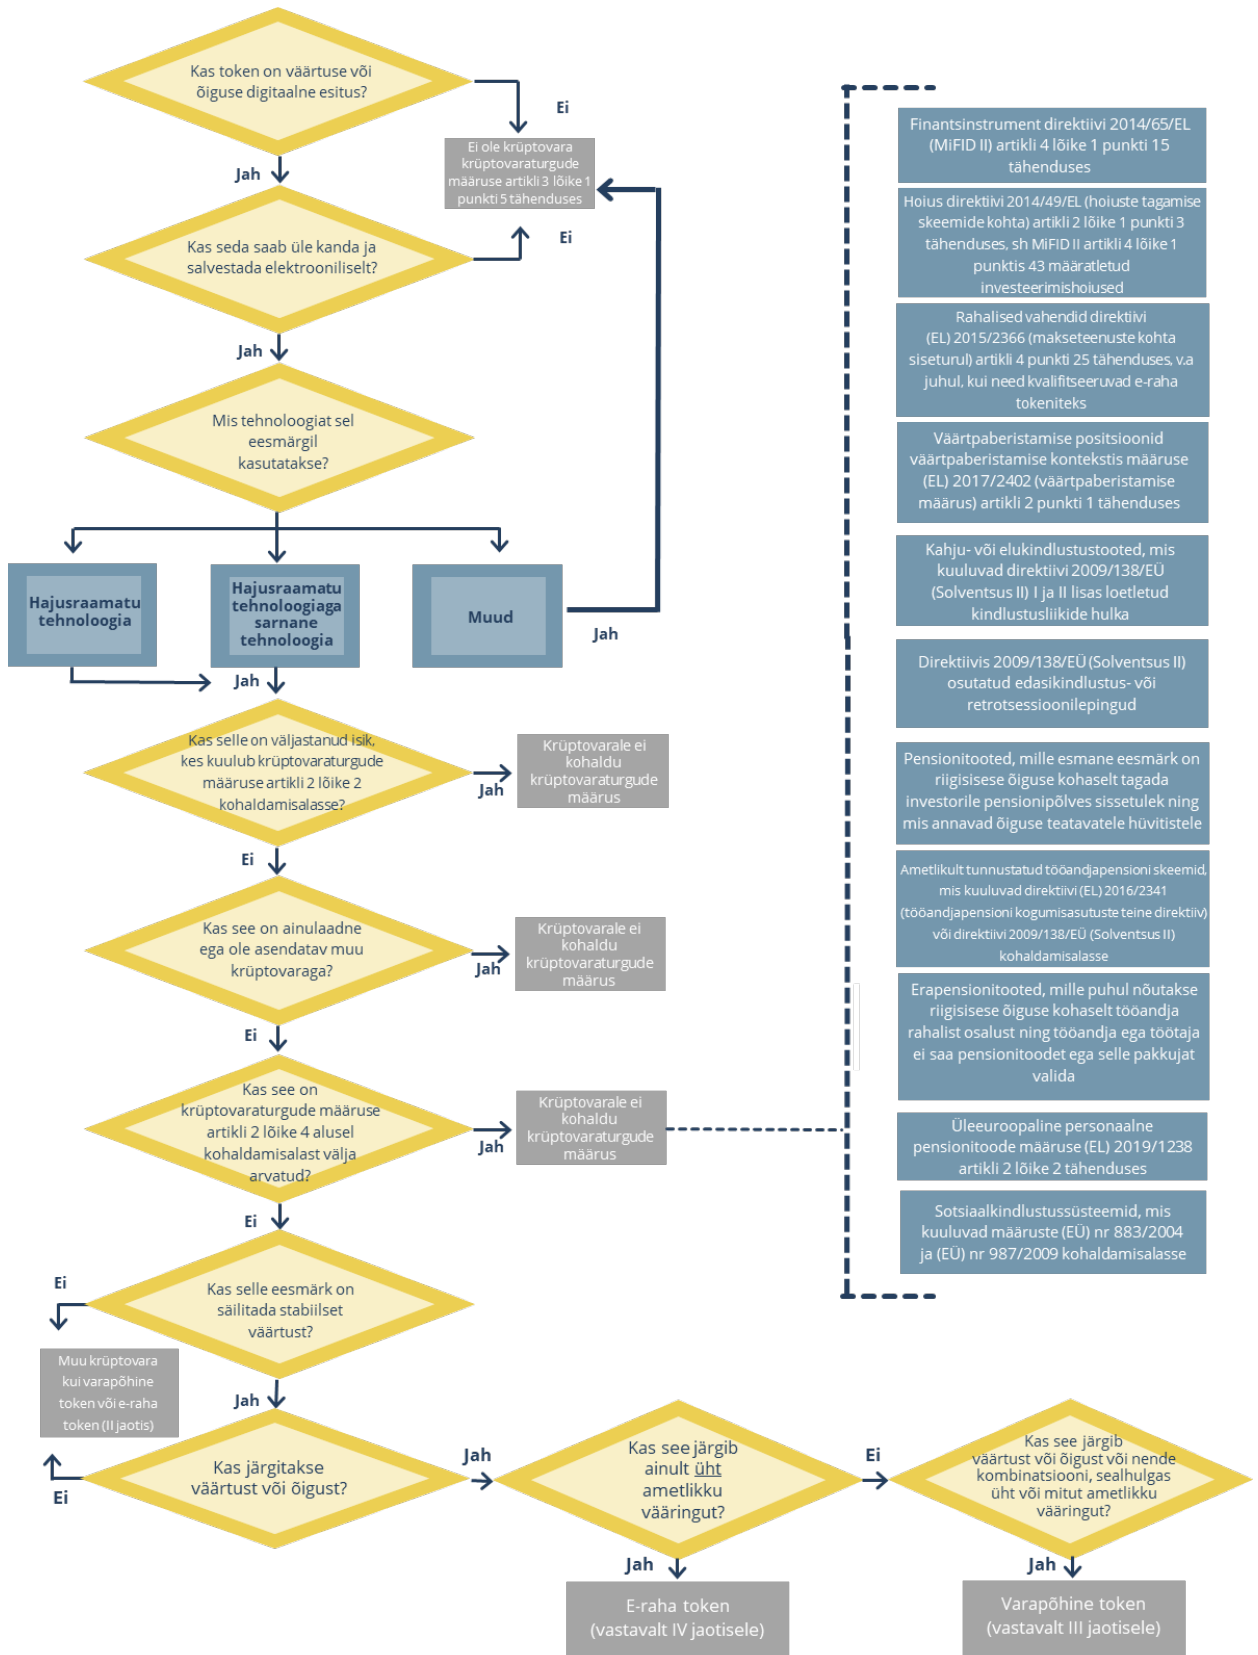 Kas token on väärtuse või
õiguse digitaalne esitus?
Ei
Ei ole krüptovara
krüptovaraturgude
määruse artikli 3 lõike 1
punkti 5 tähenduses
Jah
Kas seda saab üle kanda ja
salvestada elektrooniliselt?
Ei
Jah
Mis tehnoloogiat sel
eesmärgil
kasutatakse?
Hajusraamatu
tehnoloogia
Hajusraamatu
tehnoloogiaga
sarnane
tehnoloogia
Muud
Jah
Jah
Kas selle on väljastanud isik,
kes kuulub krüptovaraturgude
määruse artikli 2 lõike 2
kohaldamisalasse?
Jah
Krüptovarale ei
kohaldu
krüptovaraturgude
määrus
Ei
Kas see on ainulaadne
ega ole asendatav muu
krüptovaraga?
Jah
Krüptovarale ei
kohaldu
krüptovaraturgude
määrus
Ei
Kas see on
krüptovaraturgude määruse
artikli 2 lõike 4 alusel
kohaldamisalast välja
arvatud?
Jah
Krüptovarale ei
kohaldu
krüptovaraturgude
määrus
Ei
Kas selle eesmärk on
säilitada stabiilset
väärtust?
Ei
Muu krüptovara
kui varapõhine
token või e-raha
token (II jaotis)
Jah
Kas järgitakse
väärtust või õigust?
Ei
Jah
Kas see järgib
ainult üht
ametlikku
vääringut?
Ei
Kas see järgib
väärtust või õigust või nende
kombinatsiooni, sealhulgas
üht või mitut ametlikku
vääringut?
Jah
E-raha token
(vastavalt IV jaotisele)
Jah
Varapõhine token
(vastavalt III jaotisele)
Finantsinstrument direktiivi 2014/65/EL
(MiFID II) artikli 4 lõike 1 punkti 15
tähenduses
Hoius direktiivi 2014/49/EL (hoiuste tagamise
skeemide kohta) artikli 2 lõike 1 punkti 3
tähenduses, sh MiFID II artikli 4 lõike 1
punktis 43 määratletud
investeerimishoiused
Rahalised vahendid direktiivi
(EL) 2015/2366 (makseteenuste kohta
siseturul) artikli 4 punkti 25 tähenduses, v.a
juhul, kui need kvalifitseeruvad e-raha
tokeniteks
Väärtpaberistamise positsioonid
väärtpaberistamise kontekstis määruse
(EL) 2017/2402 (väärtpaberistamise
määrus) artikli 2 punkti 1 tähenduses
Kahju- või elukindlustustooted, mis
kuuluvad direktiivi 2009/138/EÜ
(Solventsus II) I ja II lisas loetletud
kindlustusliikide hulka
Direktiivis 2009/138/EÜ (Solventsus II)
osutatud edasikindlustus- või
retrotsessioonilepingud
Pensionitooted, mille esmane eesmärk on
riigisisese õiguse kohaselt tagada
investorile pensionipõlves sissetulek ning
mis annavad õiguse teatavatele hüvitistele
Ametlikult tunnustatud tööandjapensioni skeemid,
mis kuuluvad direktiivi (EL) 2016/2341
(tööandjapensioni kogumisasutuste teine direktiiv)
või direktiivi 2009/138/EÜ (Solventsus II)
kohaldamisalasse
Erapensionitooted, mille puhul nõutakse
riigisisese õiguse kohaselt tööandja
rahalist osalust ning tööandja ega töötaja
ei saa pensionitoodet ega selle pakkujat
valida
Üleeuroopaline personaalne
pensionitoode määruse (EL) 2019/1238
artikli 2 lõike 2 tähenduses
Sotsiaalkindlustussüsteemid, mis
kuuluvad määruste (EÜ) nr 883/2004
ja (EÜ) nr 987/2009 kohaldamisalasse